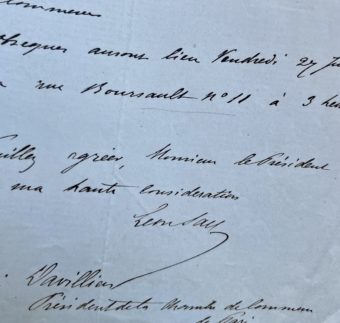 Commerce
obsèques auront lieu Vendredi 27
rue Boursault n° 11 à 3 heu
Veuillez agréer, Monsieur le Président
ma haute considération
Léon Say
Davillier
Président de la Chambre de Commerce
de Paris